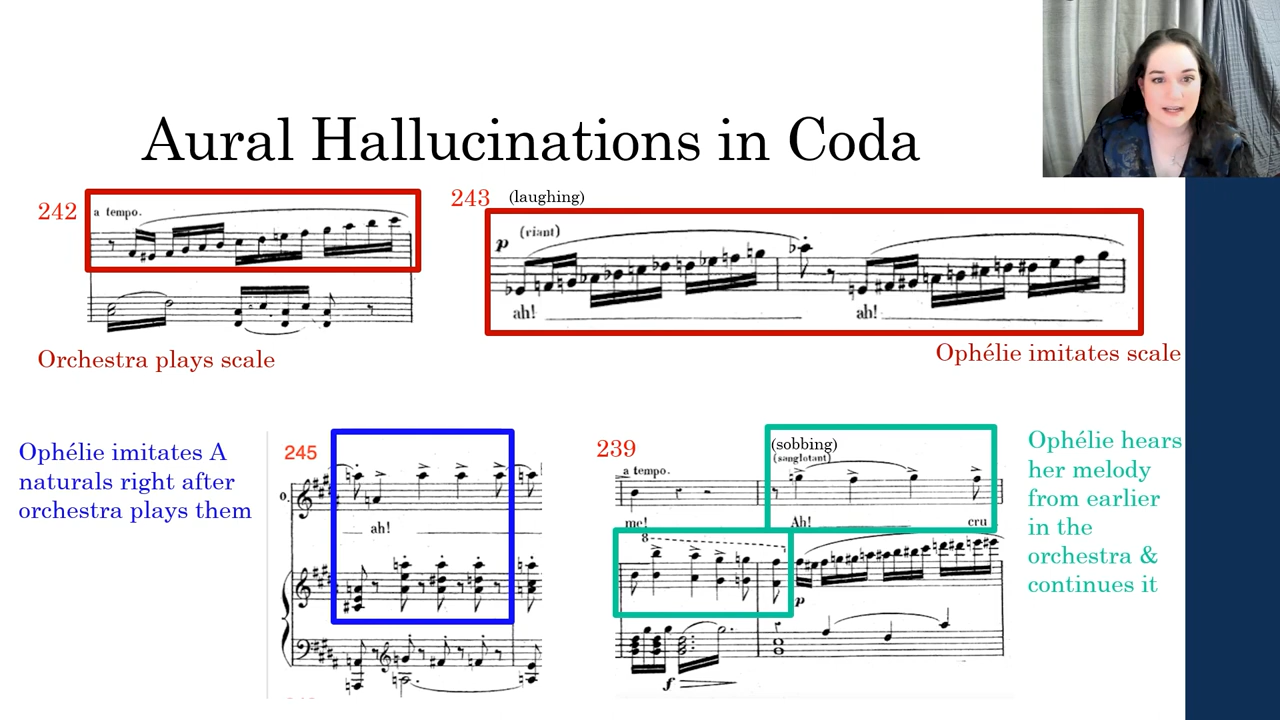 Aural Hallucinations in Coda
242
a tempo.
Orchestra plays scale
243
(laughing)
p
(riant)
ah!
ah!
Ophélie imitates scale
Ophélie imitates A
naturals right after
orchestra plays them
245
o.
ah!
239
a tempo.
(sobbing)
(sanglotant)
me!
Ah!
cru
8
p
f
Ophélie hears
her melody
from earlier
in the
orchestra &
continues it